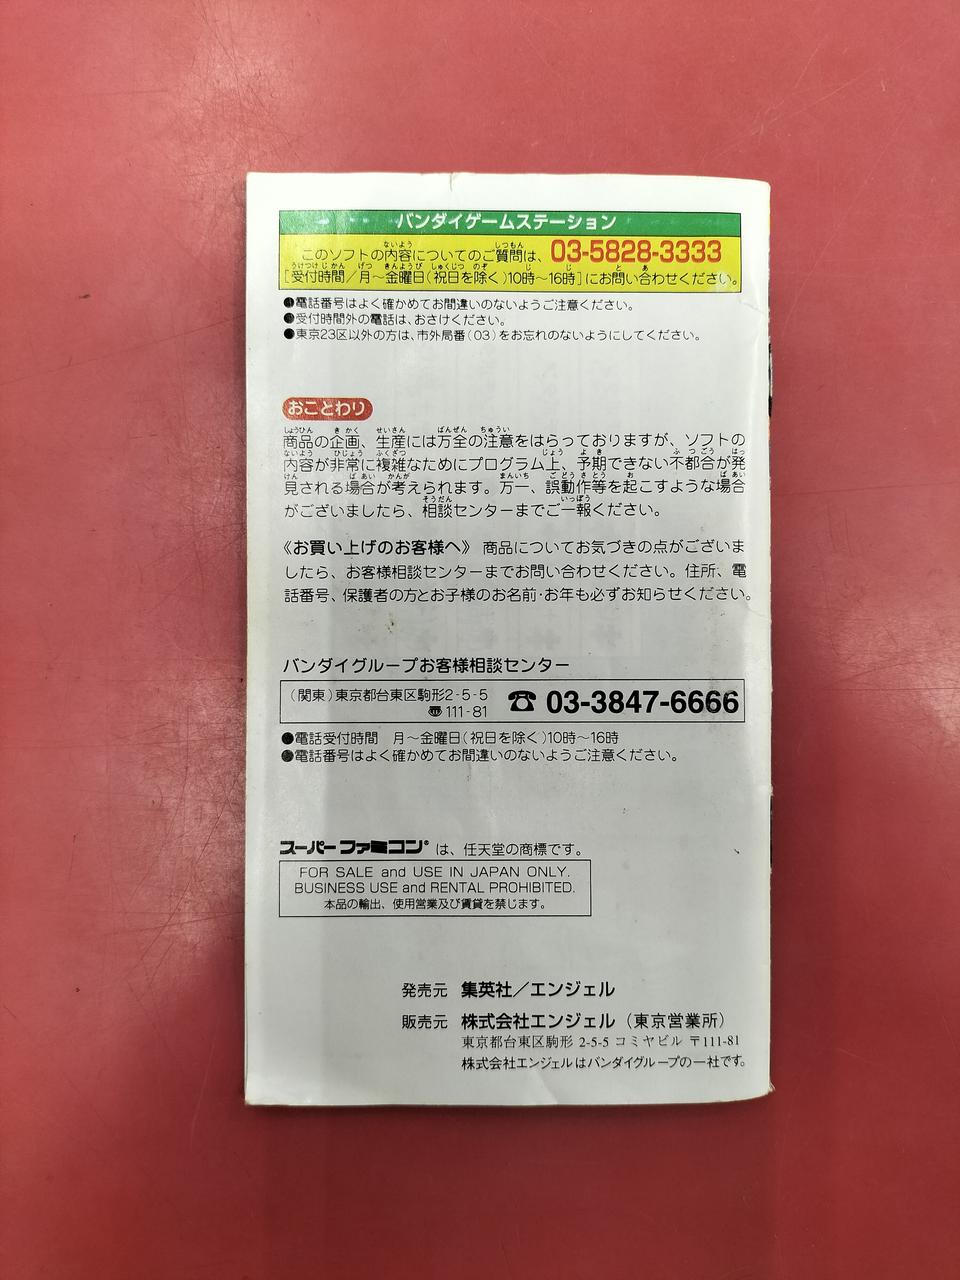 バンダイゲームステーション
このソフトの内容についてのご質問は、03-5828-3333
[受付時間/月〜金曜日(祝日を除く)10時〜16時]にお問い合わせください。
●電話番号はよく確かめてお間違いのないようご注意ください。
●受付時間外の電話は、おさけください。
●東京23区以外の方は、市外局番(03)をお忘れのないようにしてください。
おことわり
商品の企画、生産には万全の注意をはらっておりますが、ソフトの
内容が非常に複雑なためにプログラム上、予期できない不都合が発
見される場合が考えられます。万一、誤動作等を起こすような場合
がございましたら、相談センターまでご一報ください。
《お買い上げのお客様へ》 商品についてお気づきの点がございま
したら、お客様相談センターまでお問い合わせください。住所、電
話番号、保護者の方とお子様のお名前・お年も必ずお知らせください。
バンダイグループお客様相談センター
(関東)東京都台東区駒形2-5-5 ☎ 03-3847-6666
〠111-81
●電話受付時間 月〜金曜日(祝日を除く)10時〜16時
●電話番号はよく確かめてお間違いのないようご注意ください。
スーパーファミコン® は、任天堂の商標です。
FOR SALE and USE IN JAPAN ONLY.
BUSINESS USE and RENTAL PROHIBITED.
本品の輸出、使用営業及び賃貸を禁じます。
発売元 集英社/エンジェル
販売元 株式会社エンジェル(東京営業所)
東京都台東区駒形 2-5-5 コミヤビル 〒111-81
株式会社エンジェルはバンダイグループの一社です。